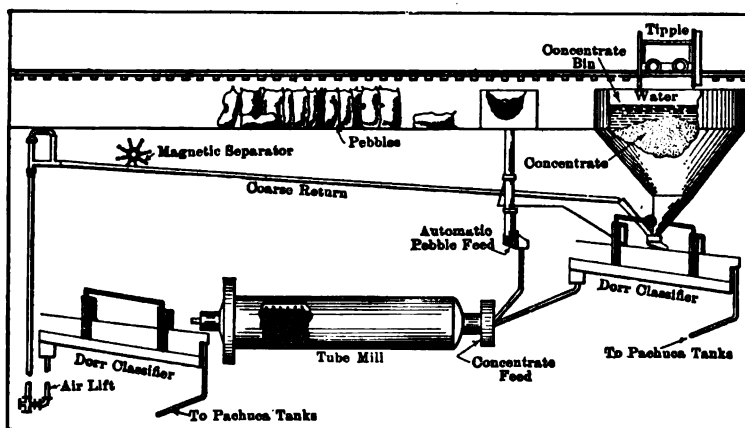 Tipple
Concentrate
Bin
Water
Pebbles
Concentrate
Magnetic Separator
Coarse Return
Automatic
Pebble Feed
Dorr Classifier
Tube Mill
Concentrate
Feed
To Pachuca Tanks
Dorr Classifier
Air Lift
To Pachuca Tanks